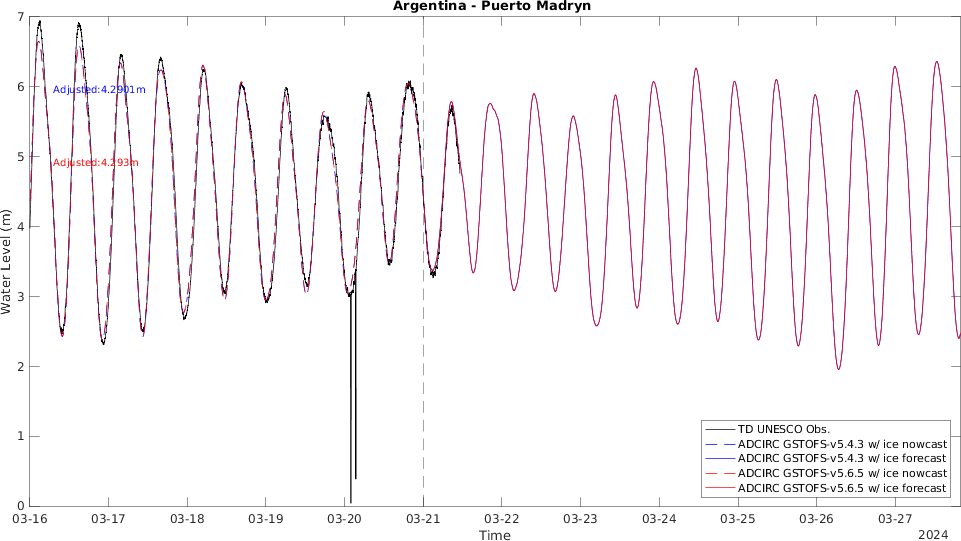 Argentina - Puerto Madryn
7
6
5
4
3
2
1
0
Water Level (m)
Adjusted:4.2901m
Adjusted:4.293m
TD UNESCO Obs.
ADCIRC GSTOFS-v5.4.3 w/ ice nowcast
ADCIRC GSTOFS-v5.4.3 w/ ice forecast
ADCIRC GSTOFS-v5.6.5 w/ ice nowcast
ADCIRC GSTOFS-v5.6.5 w/ ice forecast
03-16 03-17 03-18 03-19 03-20 03-21 03-22 03-23 03-24 03-25 03-26 03-27
Time
2024